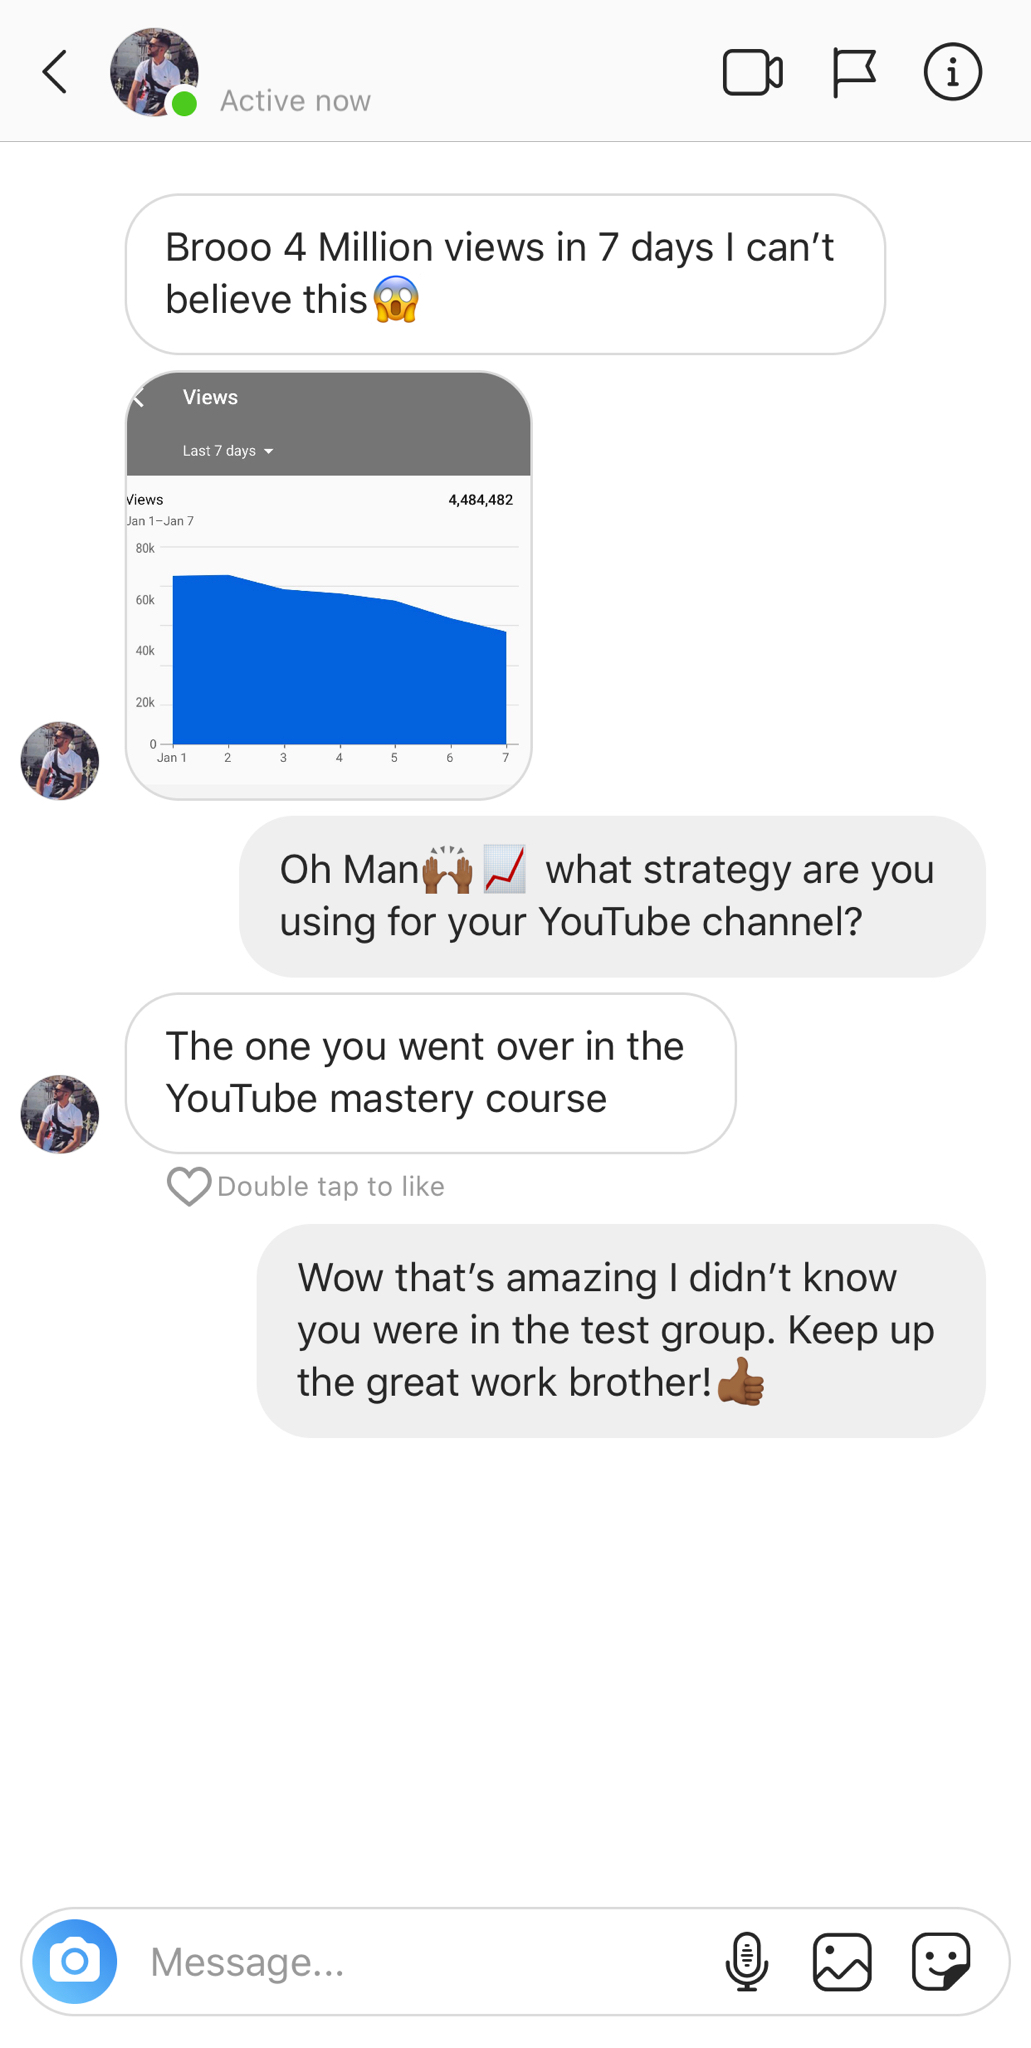 Active now
Brooo 4 Million views in 7 days I can’t
believe this😱
Views
Last 7 days
Views 4,484,482
Jan 1–Jan 7
80k
60k
40k
20k
0
Jan 1 2 3 4 5 6 7
Oh Man🙌🏾📈 what strategy are you
using for your YouTube channel?
The one you went over in the
YouTube mastery course
Double tap to like
Wow that’s amazing I didn’t know
you were in the test group. Keep up
the great work brother!👍🏾
Message...